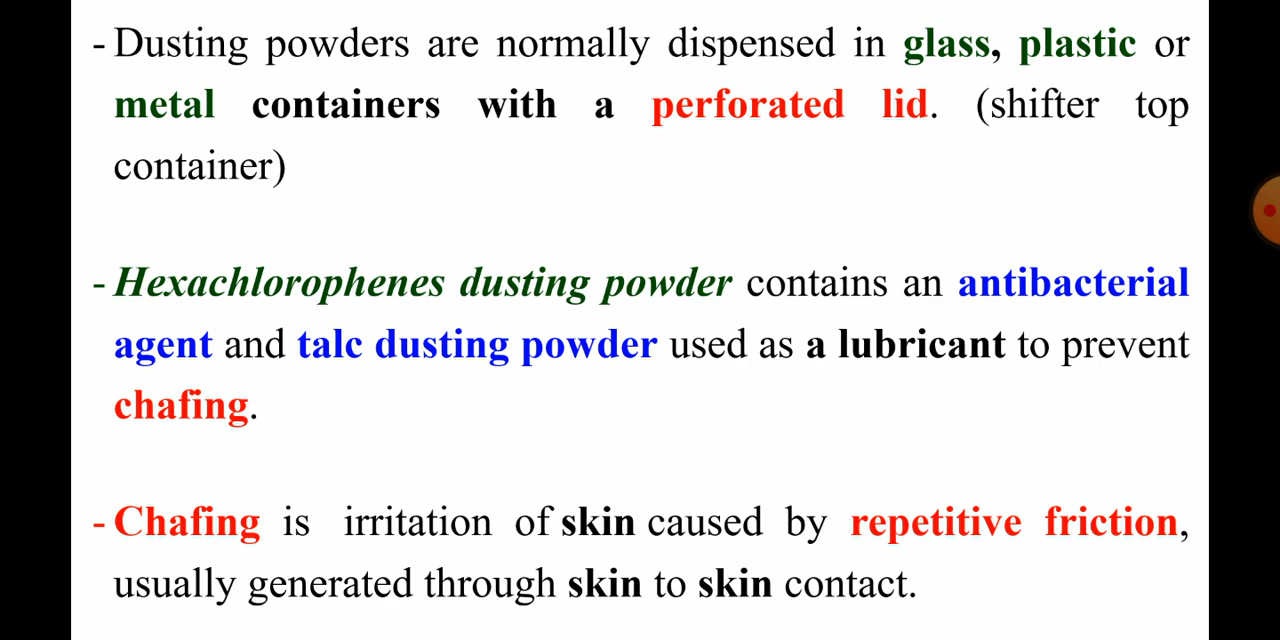 - Dusting powders are normally dispensed in glass, plastic or
metal containers with a perforated lid. (shifter top
container)
- Hexachlorophenes dusting powder contains an antibacterial
agent and talc dusting powder used as a lubricant to prevent
chafing.
- Chafing is irritation of skin caused by repetitive friction,
usually generated through skin to skin contact.